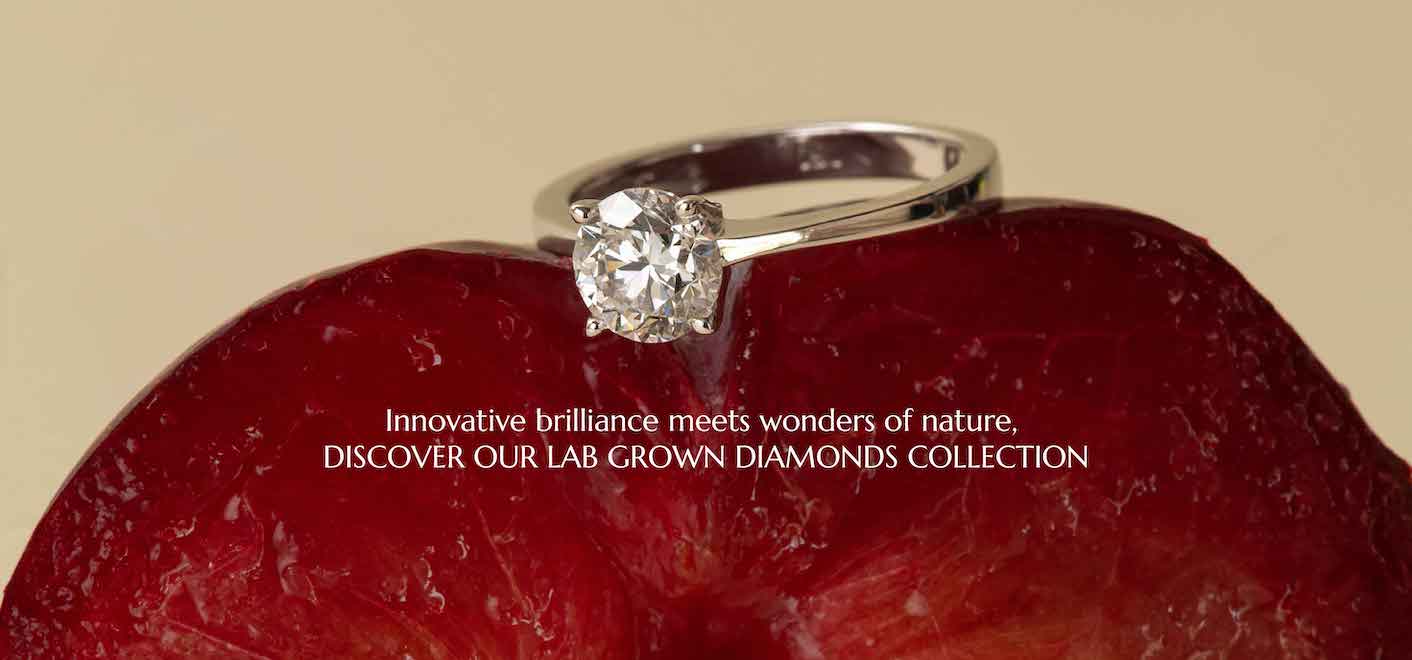 Innovative brilliance meets wonders of nature,
DISCOVER OUR LAB GROWN DIAMONDS COLLECTION